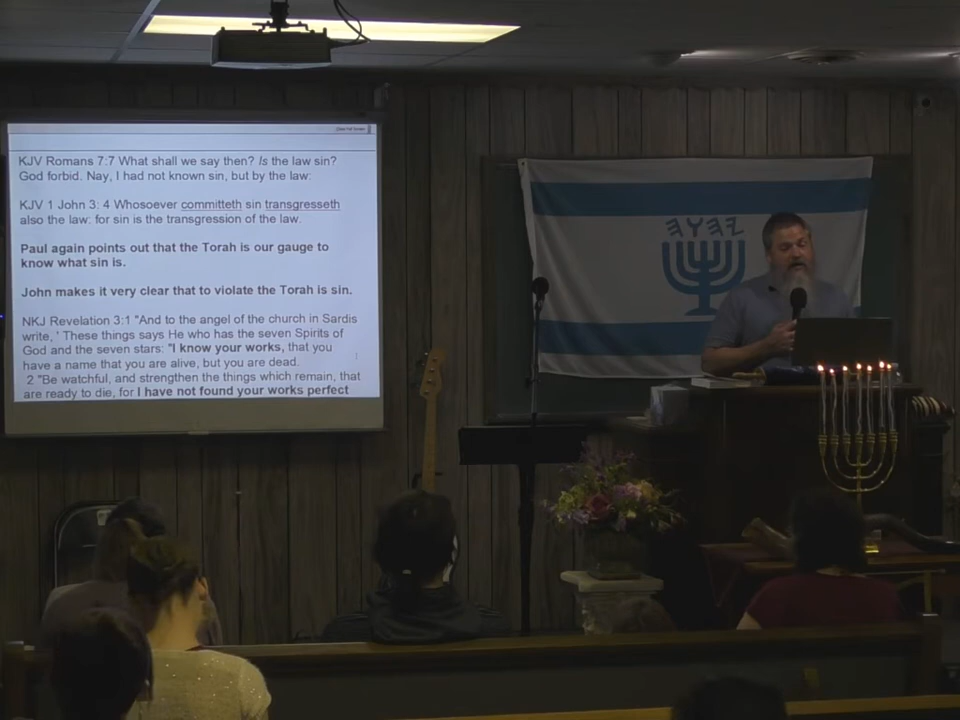 KJV Romans 7:7 What shall we say then? Is the law sin?
God forbid. Nay, I had not known sin, but by the law:
KJV 1 John 3: 4 Whosoever committeth sin transgresseth
also the law: for sin is the transgression of the law.
Paul again points out that the Torah is our gauge to
know what sin is.
John makes it very clear that to violate the Torah is sin.
NKJ Revelation 3:1 "And to the angel of the church in Sardis
write, ' These things says He who has the seven Spirits of
God and the seven stars: "I know your works, that you
have a name that you are alive, but you are dead.
2 "Be watchful, and strengthen the things which remain, that
are ready to die, for I have not found your works perfect
𐤉𐤄𐤅𐤄